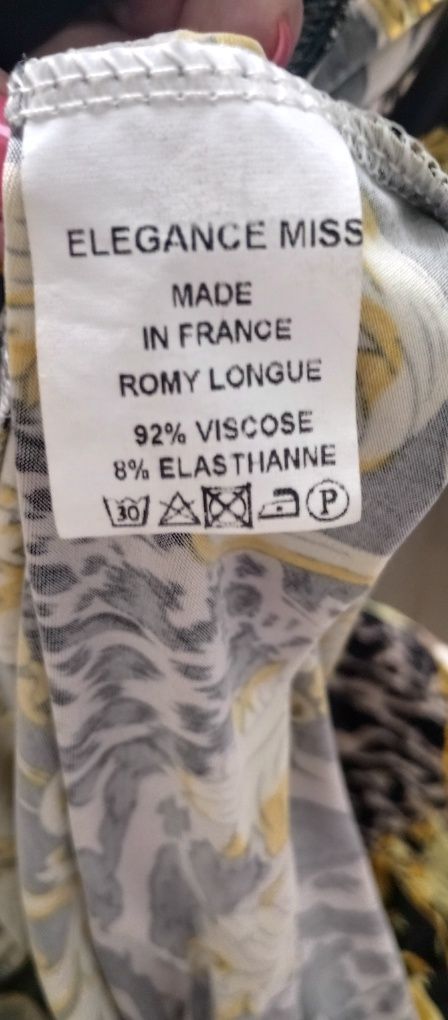 ELEGANCE MISS
MADE
IN FRANCE
ROMY LONGUE
92% VISCOSE
8% ELASTHANNE
30 P